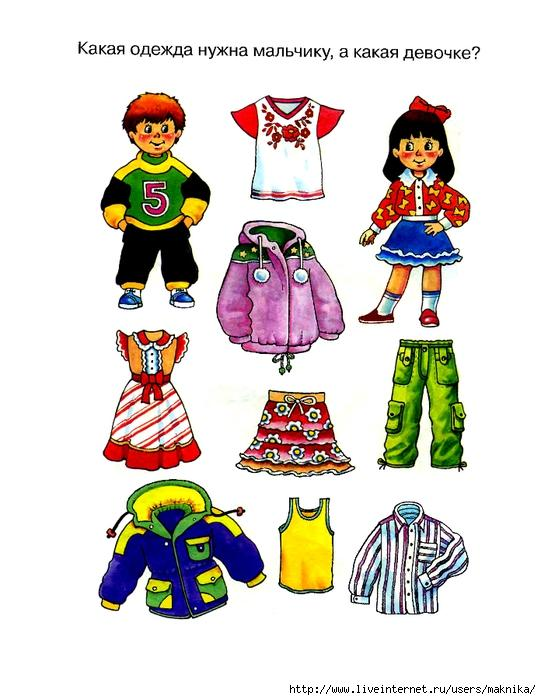 Какая одежда нужна мальчику, а какая девочке?
5
http://www.liveinternet.ru/users/maknika/